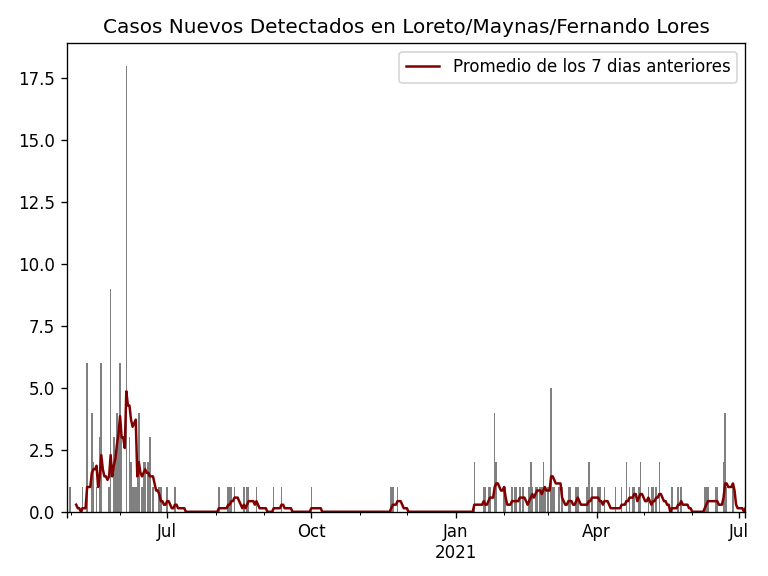 Casos Nuevos Detectados en Loreto/Maynas/Fernando Lores
Promedio de los 7 dias anteriores
17.5
15.0
12.5
10.0
7.5
5.0
2.5
0.0
Jul
Oct
Jan
2021
Apr
Jul